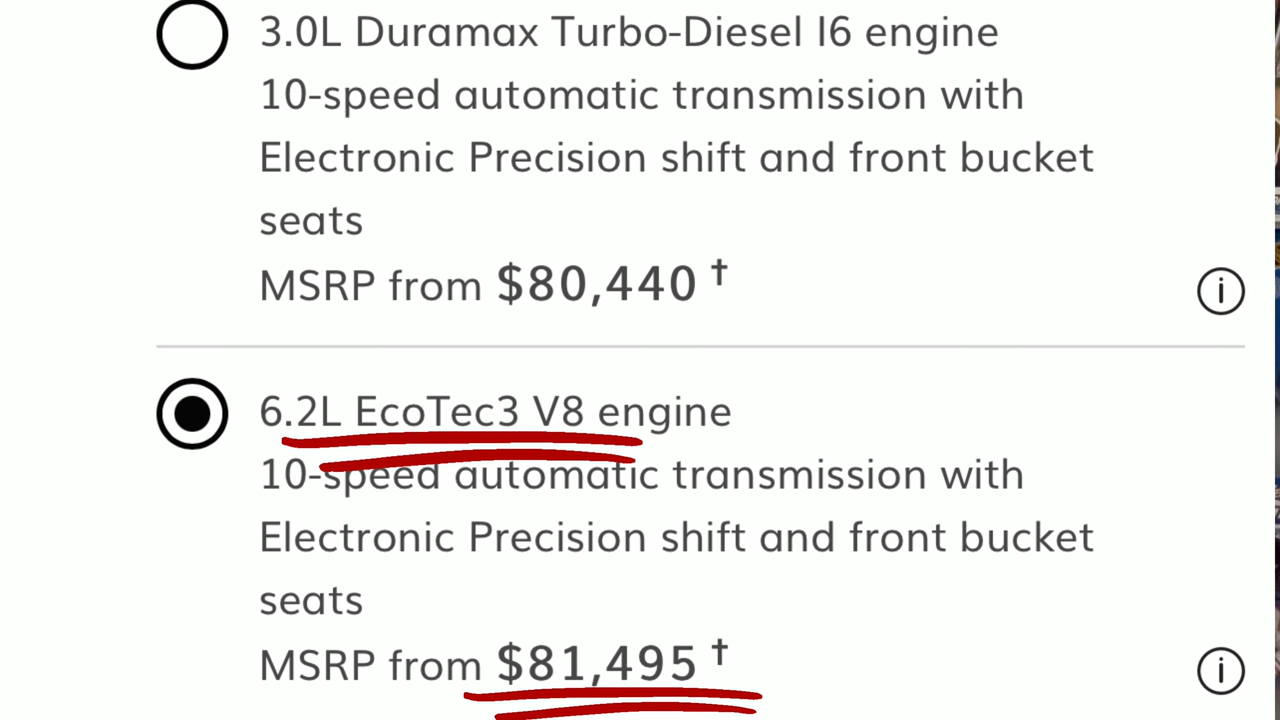 3.0L Duramax Turbo-Diesel I6 engine
10-speed automatic transmission with
Electronic Precision shift and front bucket
seats
MSRP from $80,440 †
i
6.2L EcoTec3 V8 engine
10-speed automatic transmission with
Electronic Precision shift and front bucket
seats
MSRP from $81,495 †
i